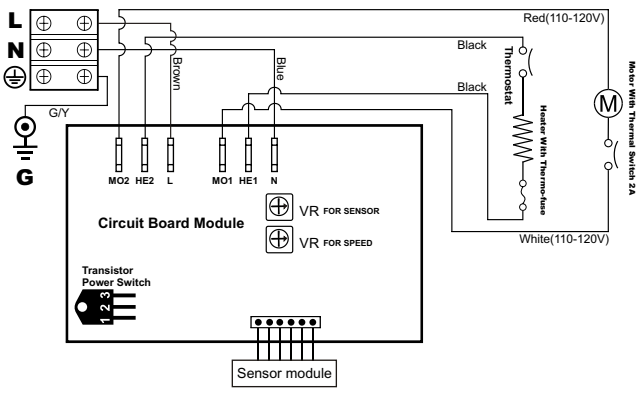 L
N
G/Y
G
Red(110-120V)
Black
Black
Brown
Blue
Thermostat
Heater With Thermo-fuse
M
Motor With Thermal Switch 2A
White(110-120V)
MO2 HE2 L MO1 HE1 N
VR FOR SENSOR
Circuit Board Module
VR FOR SPEED
Transistor
Power Switch
1 2 3
Sensor module